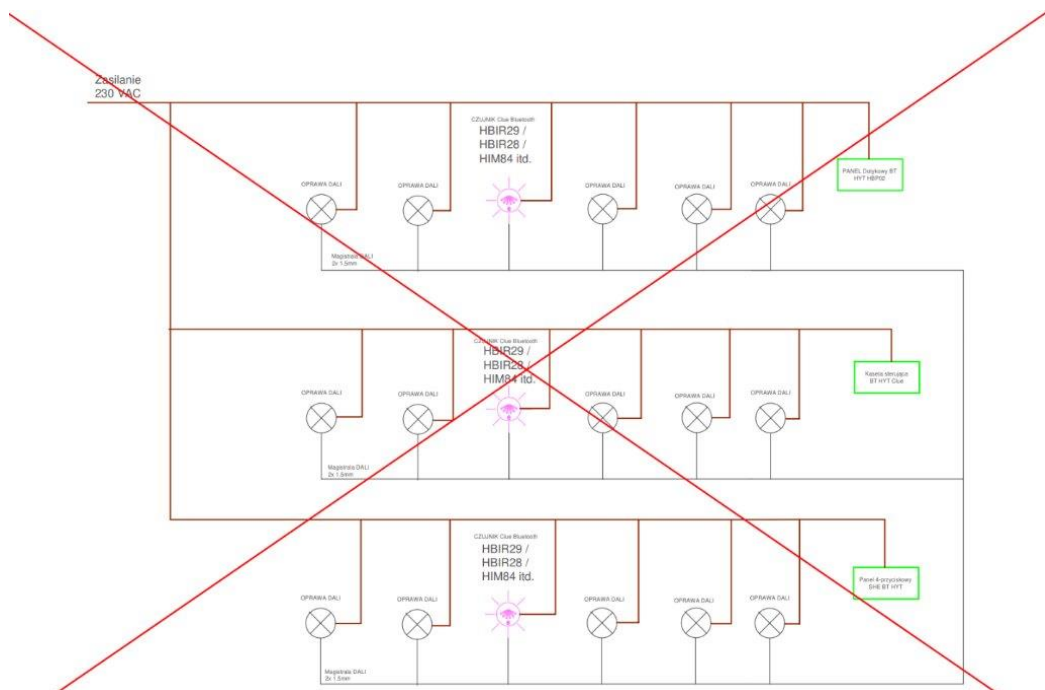 Zasilanie
230 VAC
CZUJNIK Clue Bluetooth
HBIR29 /
HBIR28 /
HIM84 itd.
PANEL Dotykowy BT
HYT HBP02
OPRAWA DALI
OPRAWA DALI
OPRAWA DALI
OPRAWA DALI
OPRAWA DALI
Magistrala DALI
2x 1.5mm
CZUJNIK Clue Bluetooth
HBIR29 /
HBIR28 /
HIM84 itd.
Kaseta sterująca
BT HYT Clue
OPRAWA DALI
OPRAWA DALI
OPRAWA DALI
OPRAWA DALI
OPRAWA DALI
Magistrala DALI
2x 1.5mm
CZUJNIK Clue Bluetooth
HBIR29 /
HBIR28 /
HIM84 itd.
Panel 4-przyciskowy
SHE BT HYT
OPRAWA DALI
OPRAWA DALI
OPRAWA DALI
OPRAWA DALI
OPRAWA DALI
Magistrala DALI
2x 1.5mm